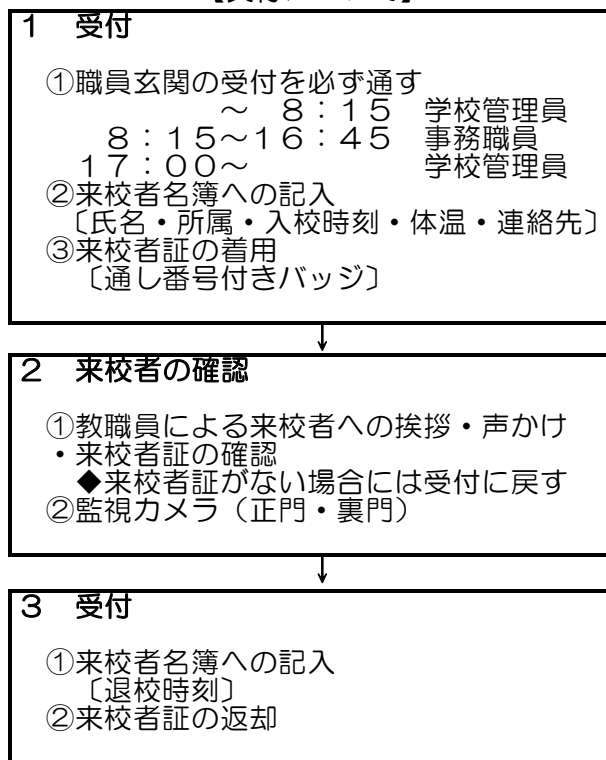 １　受付
①職員玄関の受付を必ず通す
～　８：１５　学校管理員
８：１５～１６：４５　事務職員
１７：００～　学校管理員
②来校者名簿への記入
〔氏名・所属・入校時刻・体温・連絡先〕
③来校者証の着用
〔通し番号付きバッジ〕
↓
２　来校者の確認
①教職員による来校者への挨拶・声かけ
・来校者証の確認
◆来校者証がない場合には受付に戻す
②監視カメラ（正門・裏門）
↓
３　受付
①来校者名簿への記入
〔退校時刻〕
②来校者証の返却